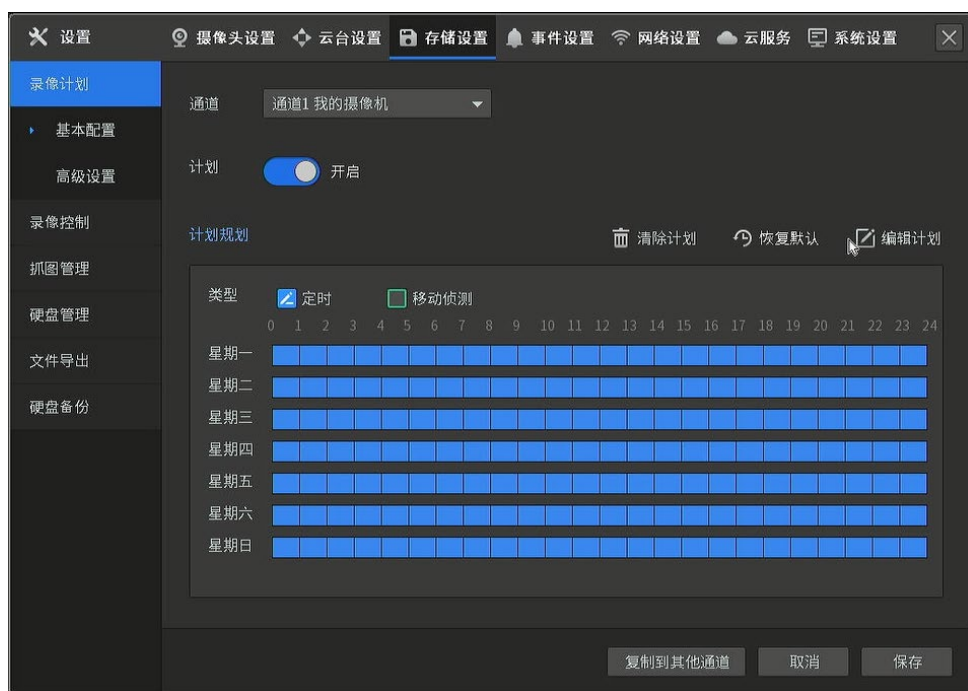 设置 摄像头设置 云台设置 存储设置 事件设置 网络设置 云服务 系统设置
录像计划
基本配置
高级设置
录像控制
抓图管理
硬盘管理
文件导出
硬盘备份
通道 通道1 我的摄像机
计划 开启
计划规划 清除计划 恢复默认 编辑计划
类型 定时 移动侦测
0 1 2 3 4 5 6 7 8 9 10 11 12 13 14 15 16 17 18 19 20 21 22 23 24
星期一
星期二
星期三
星期四
星期五
星期六
星期日
复制到其他通道 取消 保存